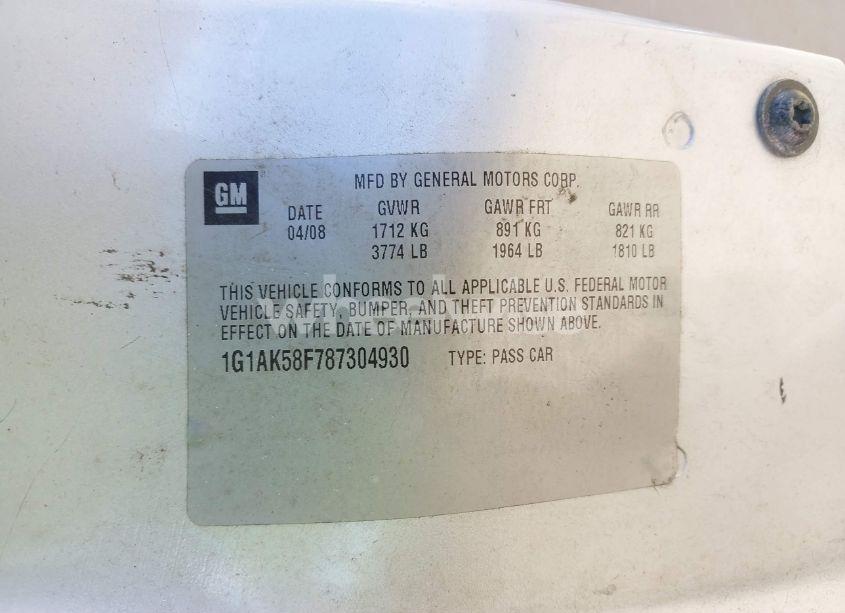 GM
MFD BY GENERAL MOTORS CORP.
DATE GVWR GAWR FRT GAWR RR
04/08 1712 KG 891 KG 821 KG
3774 LB 1964 LB 1810 LB
THIS VEHICLE CONFORMS TO ALL APPLICABLE U.S. FEDERAL MOTOR
VEHICLE SAFETY, BUMPER, AND THEFT PREVENTION STANDARDS IN
EFFECT ON THE DATE OF MANUFACTURE SHOWN ABOVE.
1G1AK58F787304930 TYPE: PASS CAR